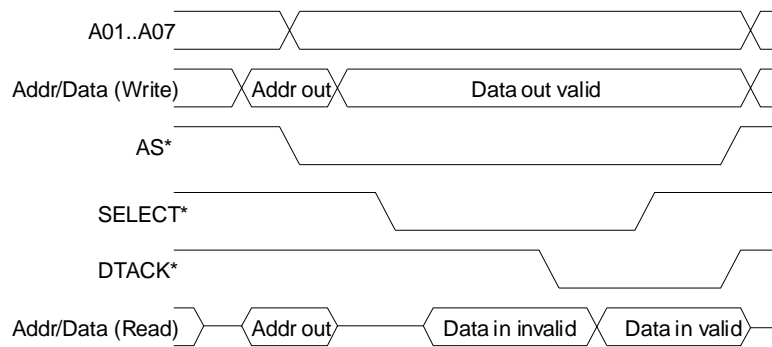 A01..A07
Addr/Data (Write) Addr out Data out valid
AS*
SELECT*
DTACK*
Addr/Data (Read) Addr out Data in invalid Data in valid